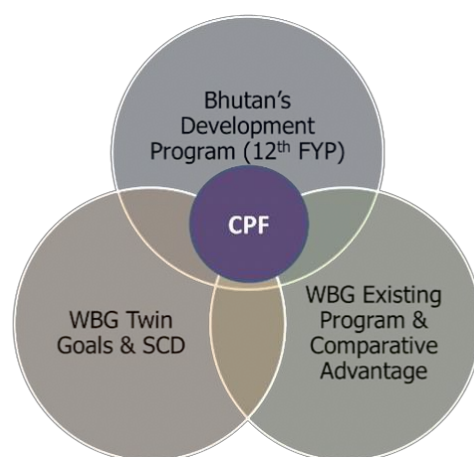 Bhutan's
Development
Program (12th FYP)
CPF
WBG Twin
Goals & SCD
WBG Existing
Program &
Comparative
Advantage